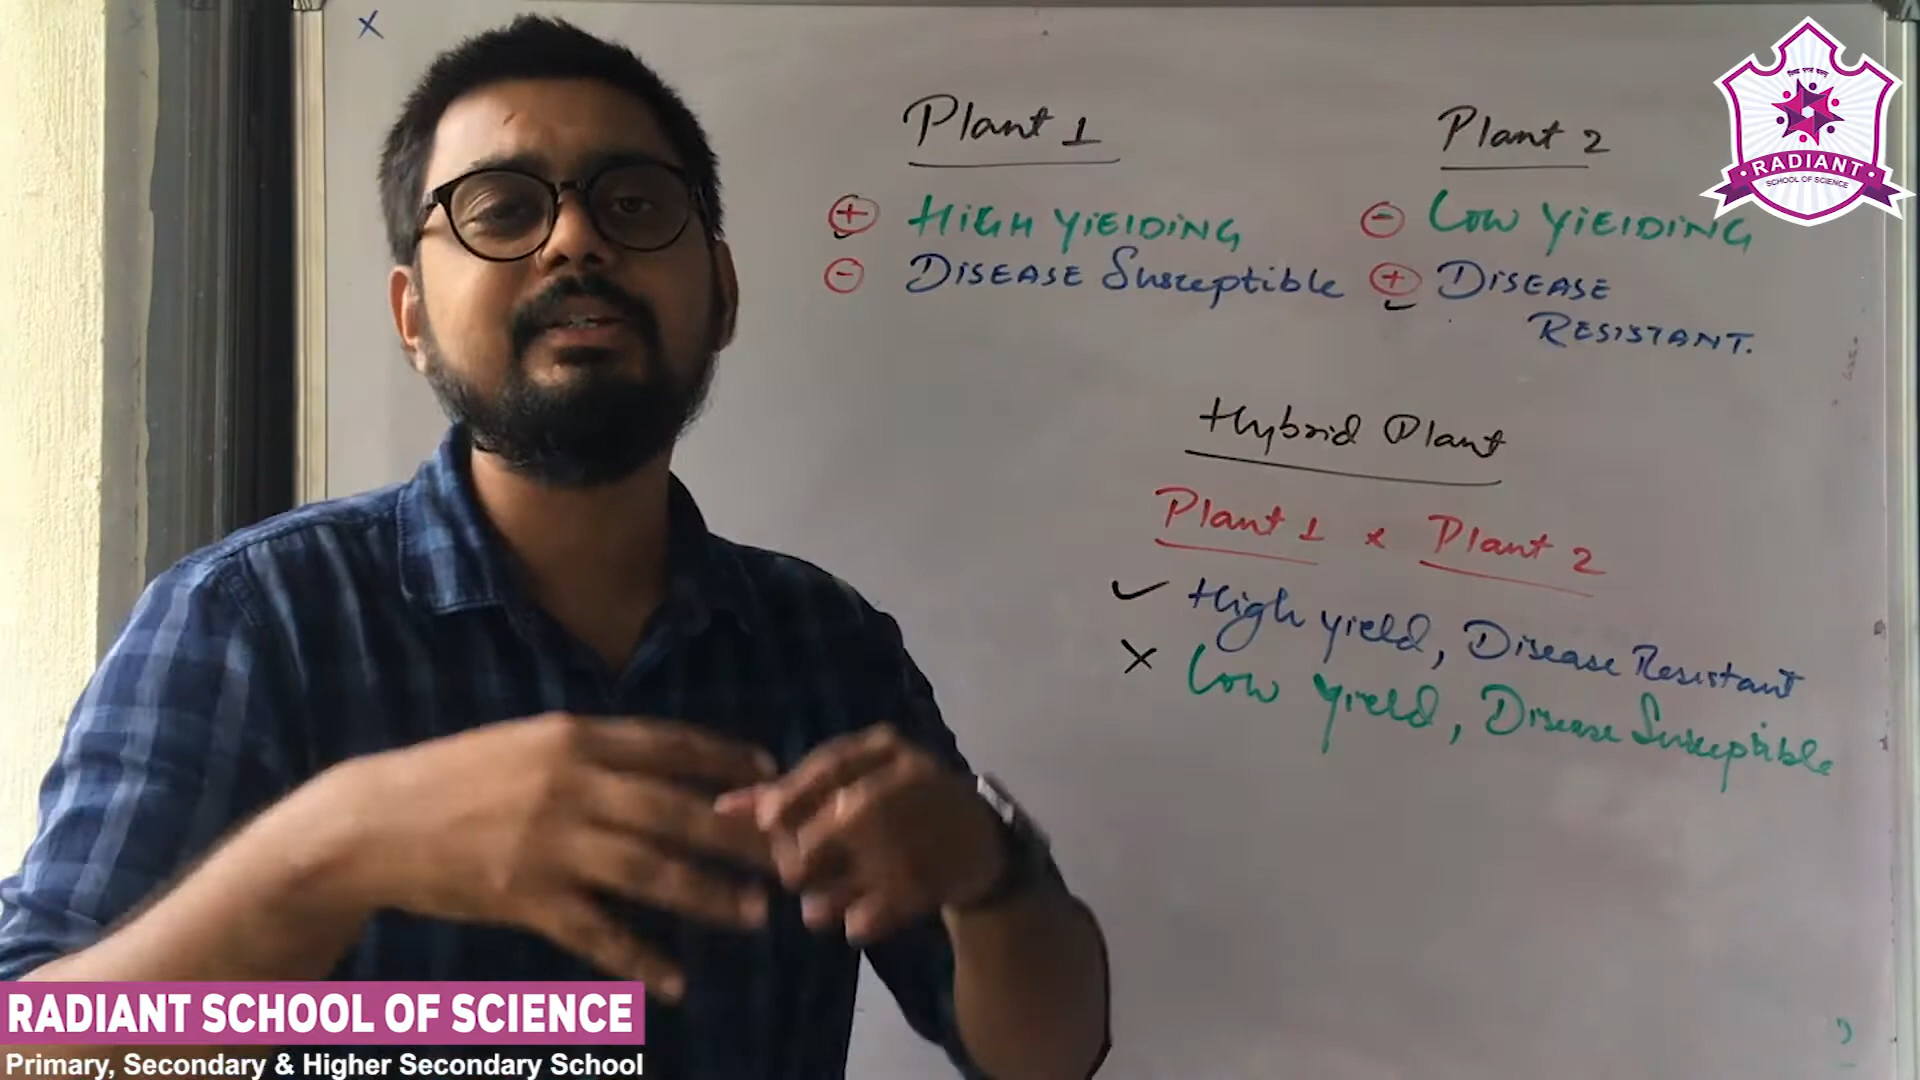 x
Plant 1
Plant 2
+ HIGH YIELDING
- DISEASE Susceptible
- Low YIELDING
+ DISEASE
RESISTANT.
Hybrid Plant
Plant 1 x Plant 2
✓ High yield, Disease Resistant
× Low Yield, Disease Susceptible
RADIANT
SCHOOL OF SCIENCE
RADIANT SCHOOL OF SCIENCE
Primary, Secondary & Higher Secondary School